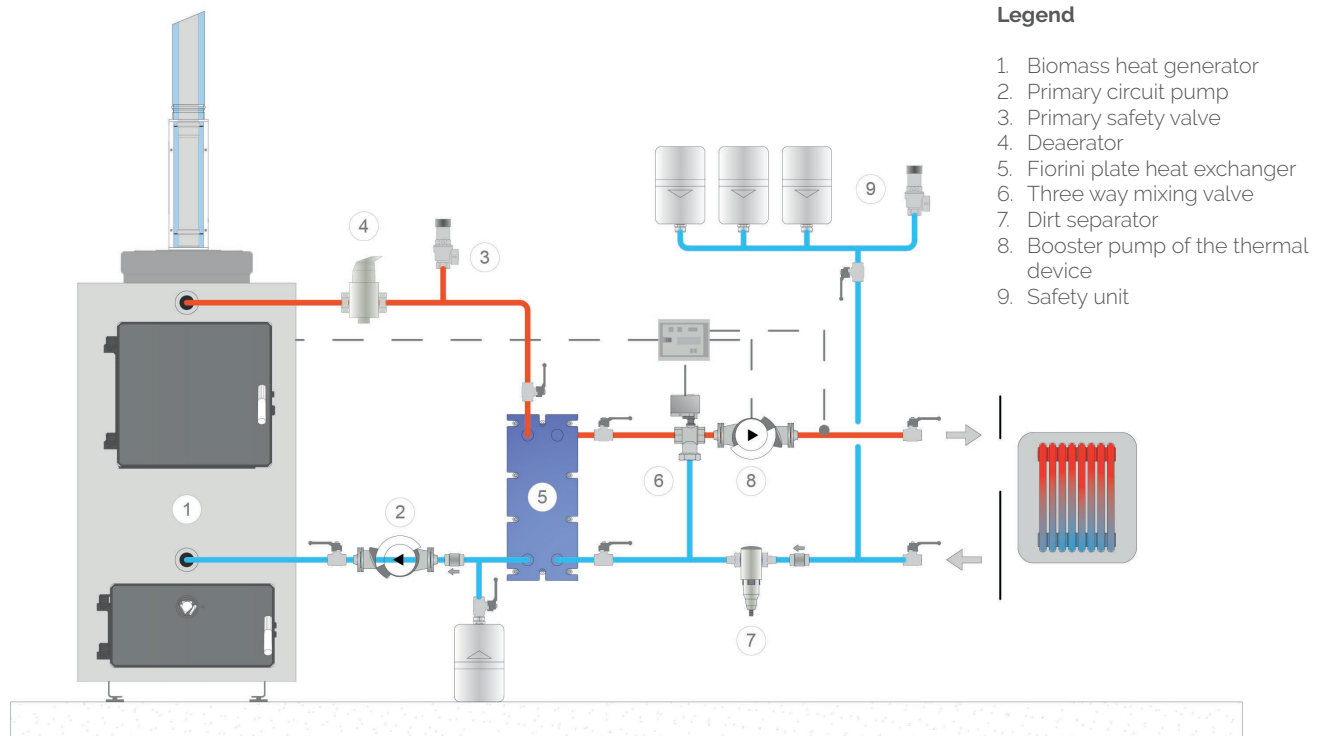 Legend
1. Biomass heat generator
2. Primary circuit pump
3. Primary safety valve
4. Deaerator
5. Fiorini plate heat exchanger
6. Three way mixing valve
7. Dirt separator
8. Booster pump of the thermal
device
9. Safety unit
9
4
3
6
8
5
1
2
7